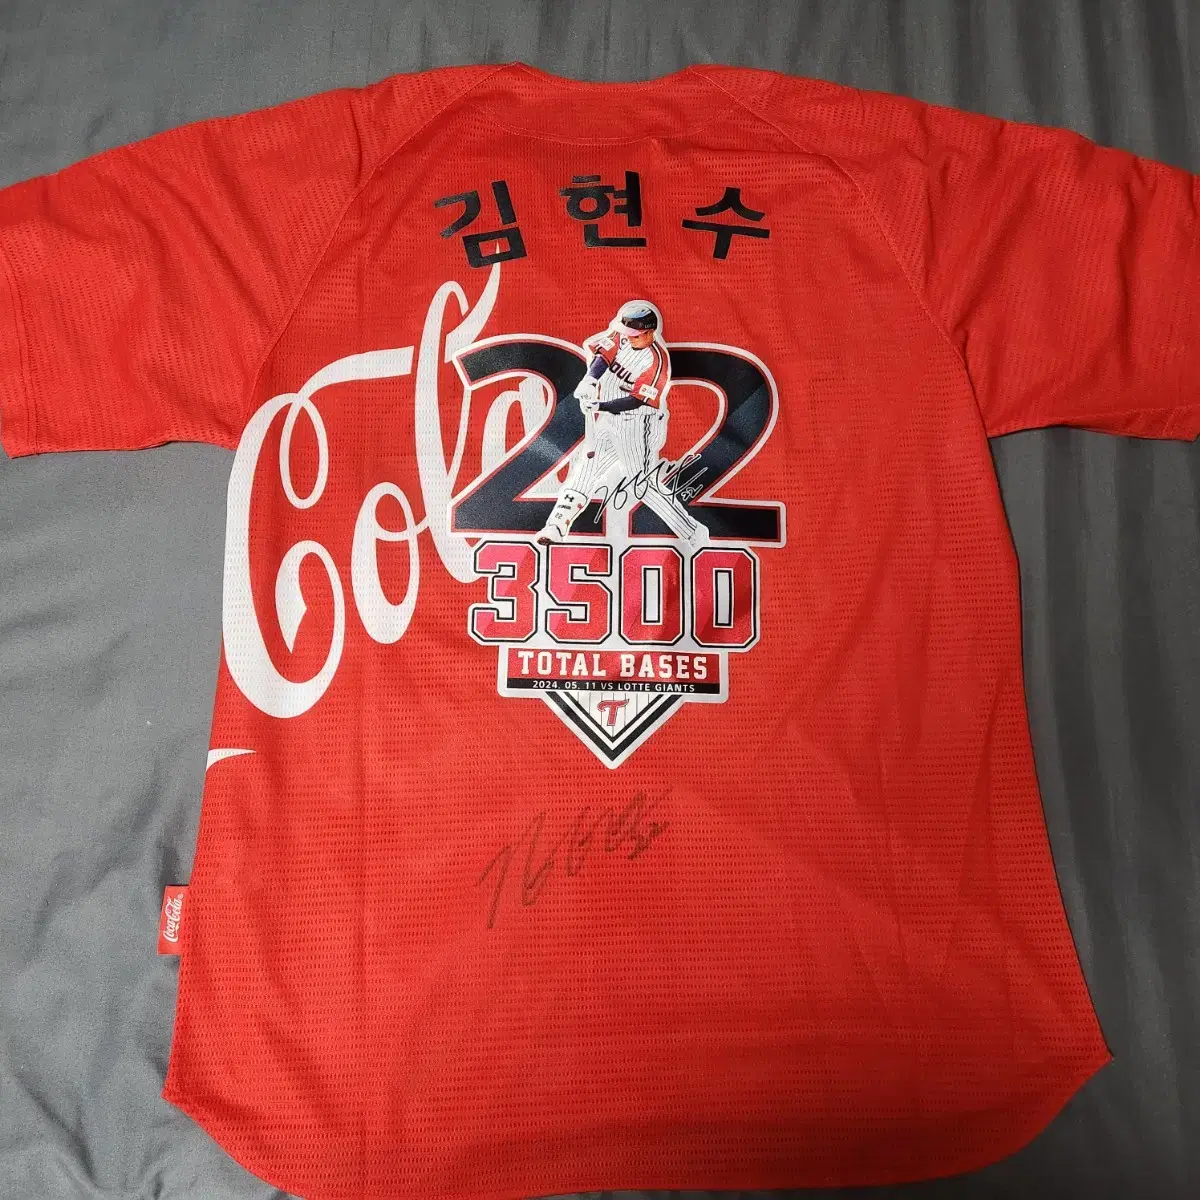 김현수
Cola
22
3500
TOTAL BASES
2024. 05. 11 VS LOTTE GIANTS
T
Coca-Cola